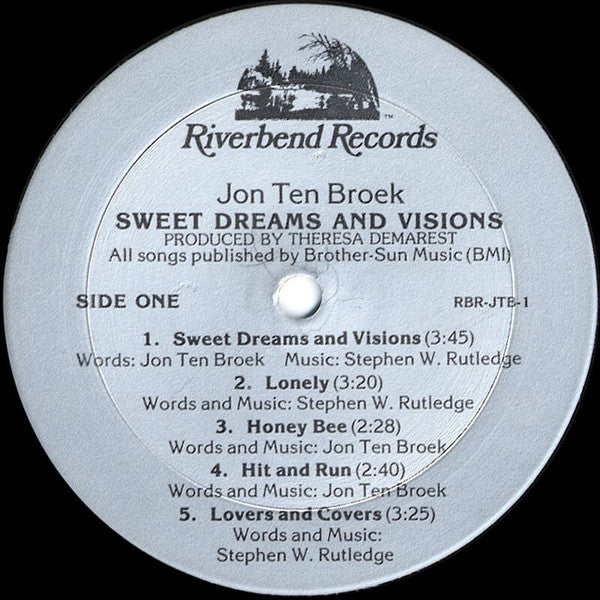 ™
Riverbend Records
Jon Ten Broek
SWEET DREAMS AND VISIONS
PRODUCED BY THERESA DEMAREST
All songs published by Brother-Sun Music (BMI)
SIDE ONE RBR-JTB-1
1. Sweet Dreams and Visions (3:45)
Words: Jon Ten Broek Music: Stephen W. Rutledge
2. Lonely (3:20)
Words and Music: Stephen W. Rutledge
3. Honey Bee (2:28)
Words and Music: Jon Ten Broek
4. Hit and Run (2:40)
Words and Music: Jon Ten Broek
5. Lovers and Covers (3:25)
Words and Music:
Stephen W. Rutledge